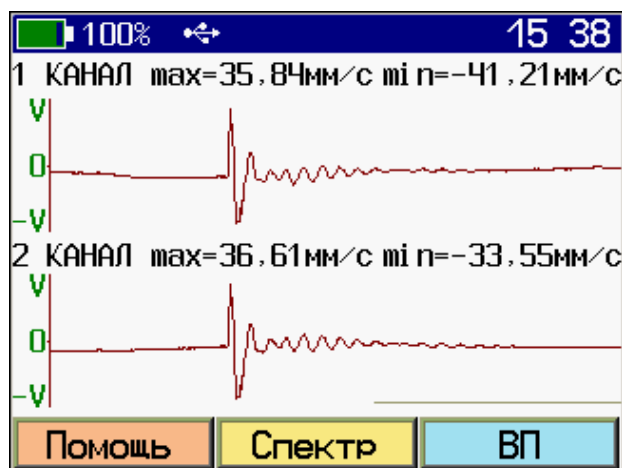 100% 15 38
1 КАНАЛ max=35,84мм/с min=-41,21мм/с
V
0
-V
2 КАНАЛ max=36,61мм/с min=-33,55мм/с
V
0
-V
Помощь Спектр ВП